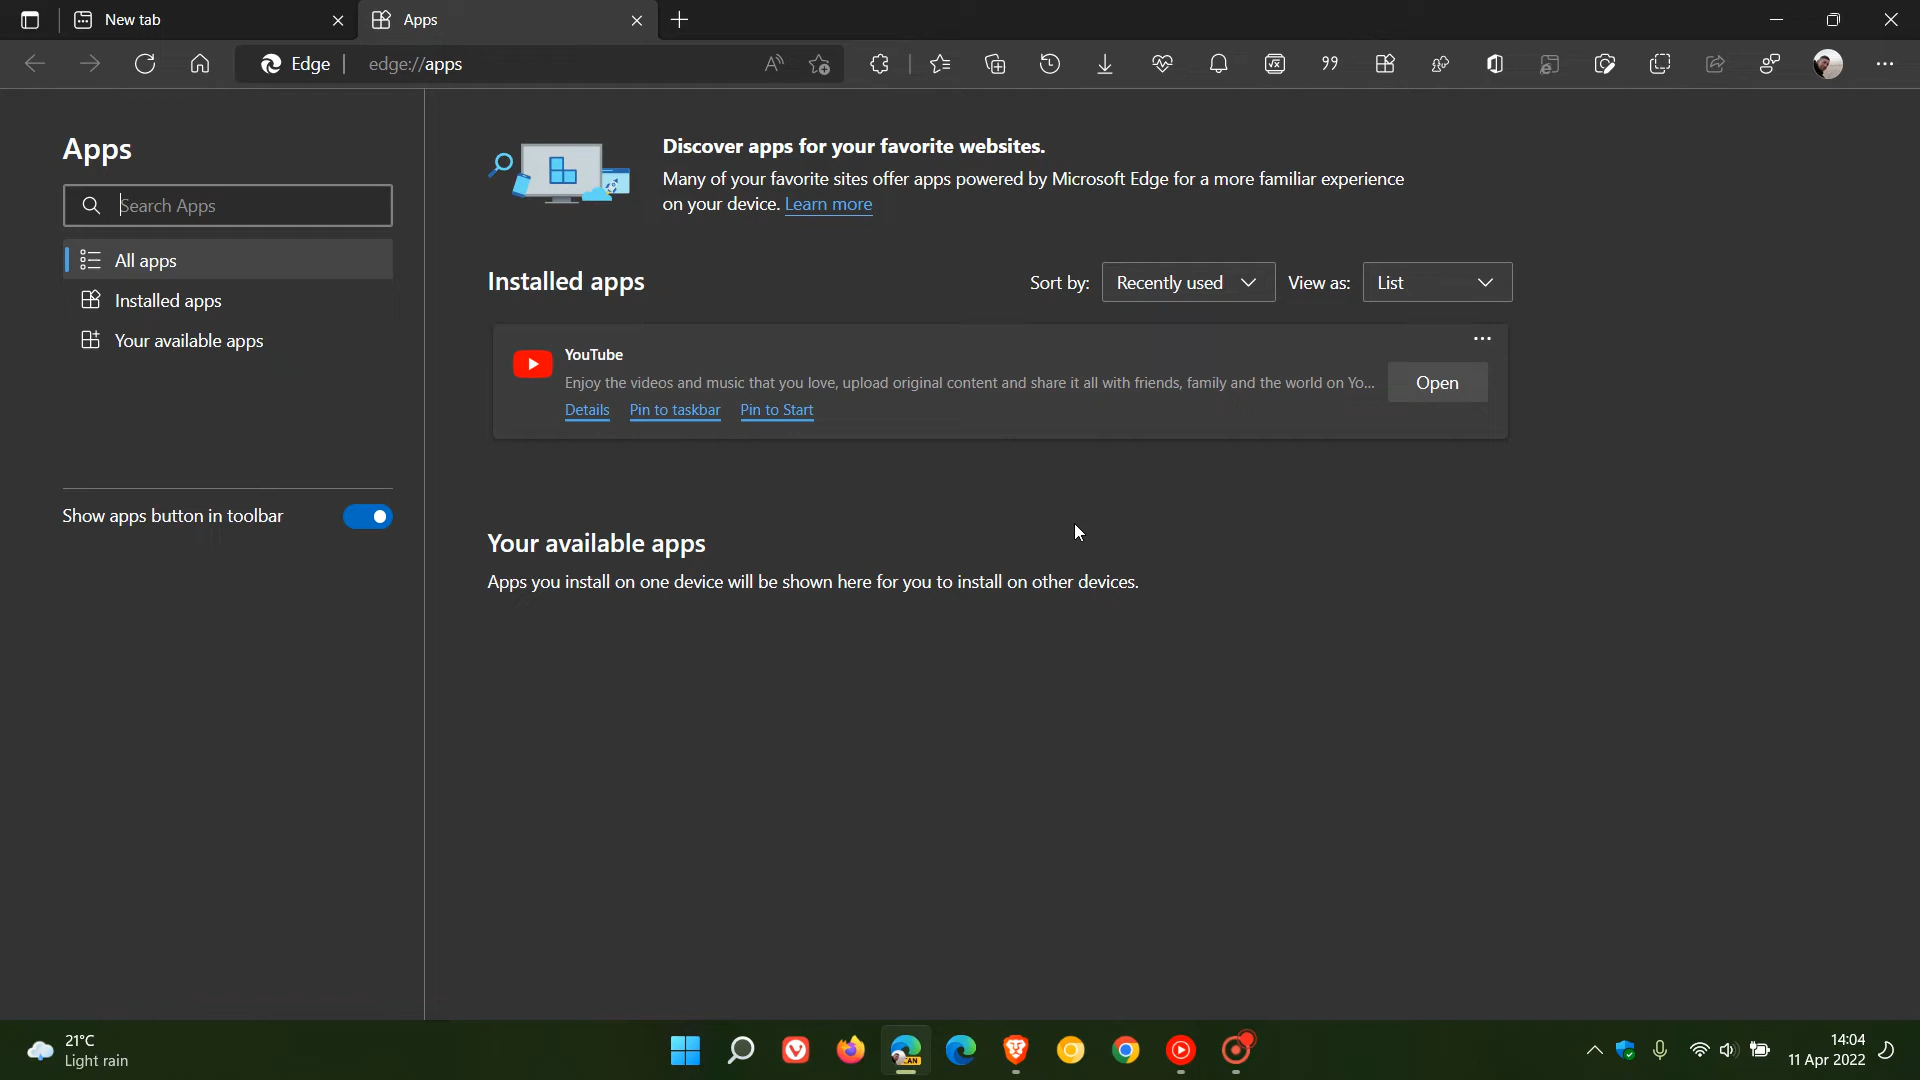 New tab
Apps
Edge
edge://apps
Apps
Search Apps
All apps
Installed apps
Your available apps
Show apps button in toolbar
Discover apps for your favorite websites.
Many of your favorite sites offer apps powered by Microsoft Edge for a more familiar experience
on your device. Learn more
Installed apps
Sort by: Recently used
View as: List
YouTube
Enjoy the videos and music that you love, upload original content and share it all with friends, family and the world on Yo...
Open
Details Pin to taskbar Pin to Start
Your available apps
Apps you install on one device will be shown here for you to install on other devices.
21°C
Light rain
CAN
14:04
11 Apr 2022